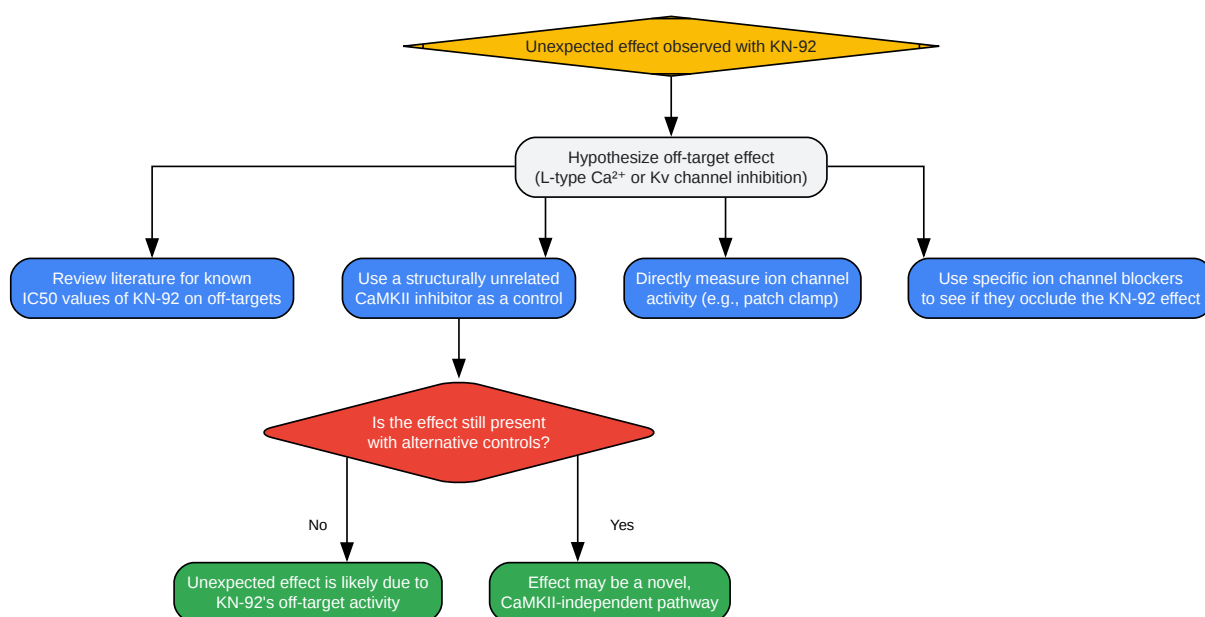 Unexpected effect observed with KN-92
Hypothesize off-target effect
(L-type Ca²⁺ or Kv channel inhibition)
Review literature for known
IC50 values of KN-92 on off-targets
Use a structurally unrelated
CaMKII inhibitor as a control
Directly measure ion channel
activity (e.g., patch clamp)
Use specific ion channel blockers
to see if they occlude the KN-92 effect
Is the effect still present
with alternative controls?
No
Yes
Unexpected effect is likely due to
KN-92's off-target activity
Effect may be a novel,
CaMKII-independent pathway